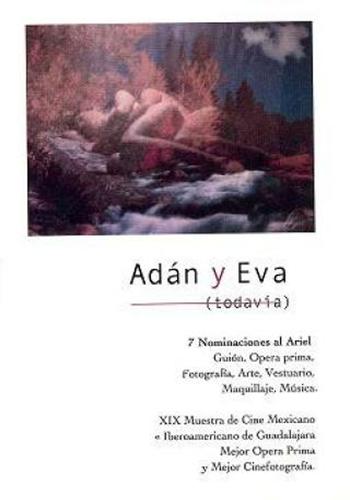 Adán y Eva
(todavía)
7 Nominaciones al Ariel
Guión, Opera prima,
Fotografía, Arte, Vestuario,
Maquillaje, Música.
XIX Muestra de Cine Mexicano
e Iberoamericano de Guadalajara
Mejor Opera Prima
y Mejor Cinefotografía.